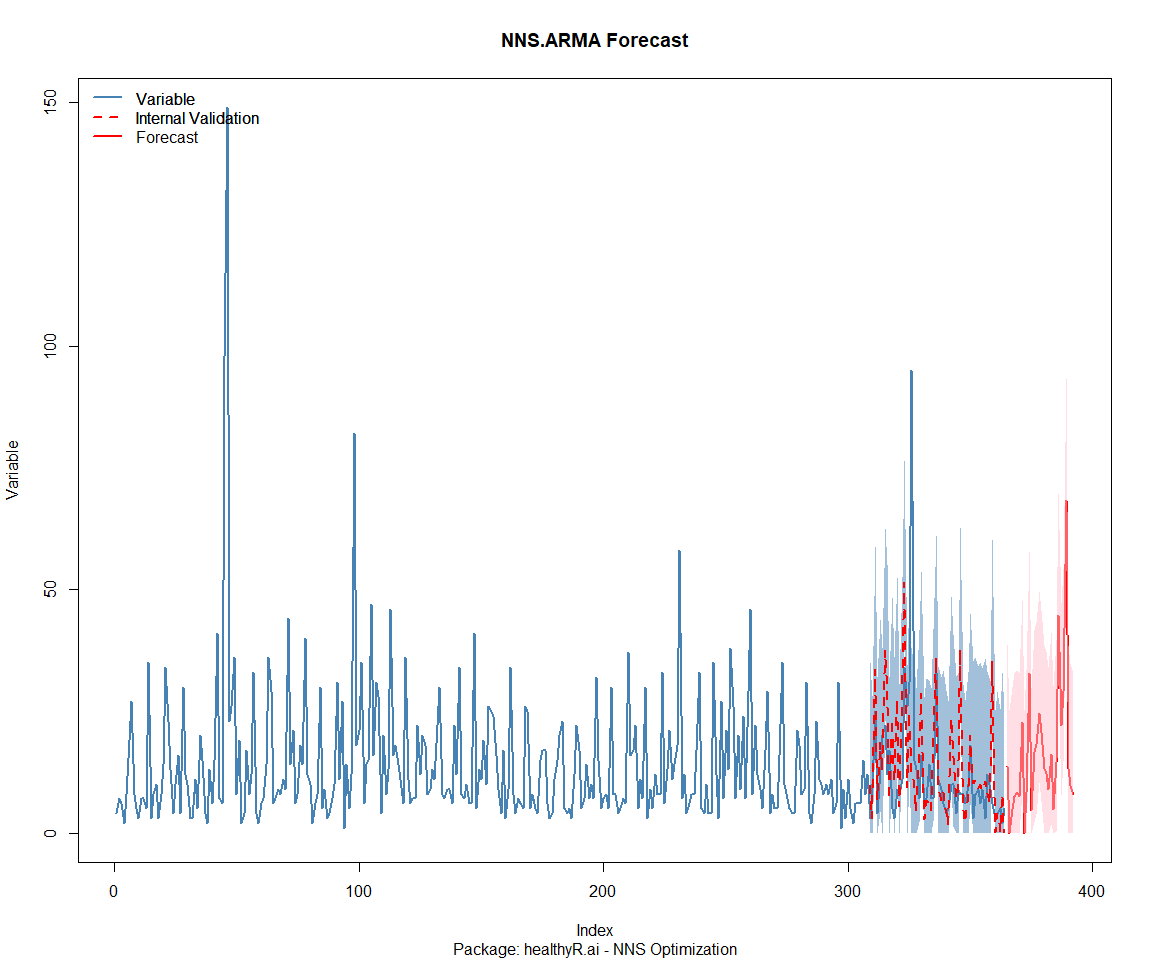 NNS.ARMA Forecast
Variable
Internal Validation
Forecast
150
100
50
0
Variable
0
100
200
300
400
Index
Package: healthyR.ai - NNS Optimization